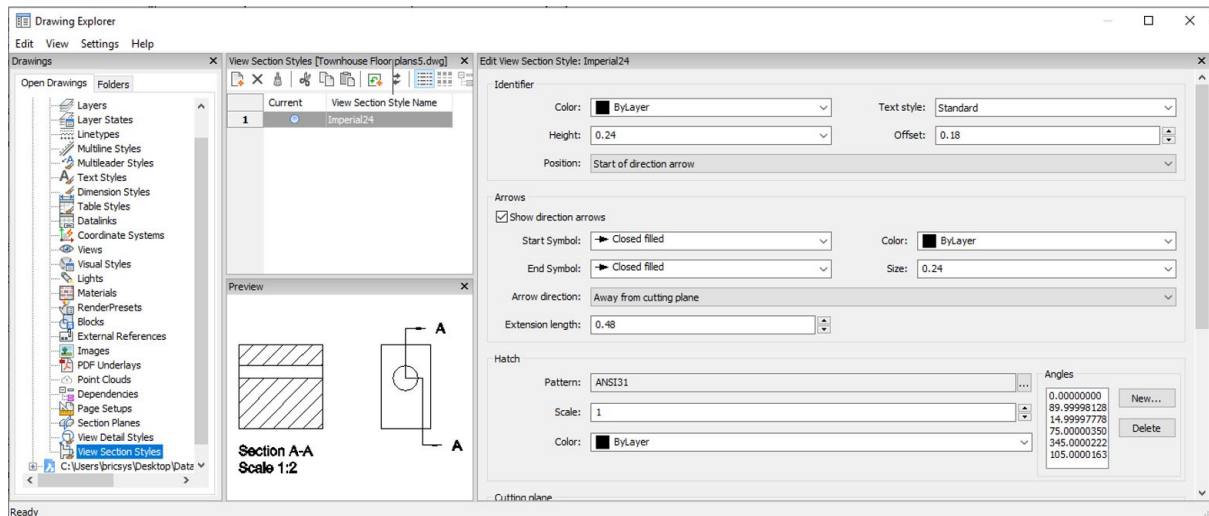 Drawing Explorer
Edit View Settings Help
Drawings
Open Drawings Folders
Layers
Layer States
Linetypes
Multiline Styles
Multileader Styles
Text Styles
Dimension Styles
Table Styles
Datalinks
Coordinate Systems
Views
Visual Styles
Lights
Materials
RenderPresets
Blocks
External References
Images
PDF Underlays
Point Clouds
Dependencies
Page Setups
Section Planes
View Detail Styles
View Section Styles
C:\Users\bricsys\Desktop\Data
View Section Styles [Townhouse Floorplans5.dwg]
Current View Section Style Name
1 Imperial24
Preview
A
A
Section A-A
Scale 1:2
Edit View Section Style: Imperial24
Identifier
Color: ByLayer Text style: Standard
Height: 0.24 Offset: 0.18
Position: Start of direction arrow
Arrows
Show direction arrows
Start Symbol: Closed filled Color: ByLayer
End Symbol: Closed filled Size: 0.24
Arrow direction: Away from cutting plane
Extension length: 0.48
Hatch
Pattern: ANSI31 ...
Scale: 1
Color: ByLayer
Angles
0.00000000
89.99998128
14.99997778
75.00000350
345.0000222
105.0000163
New...
Delete
Cutting plane
Ready